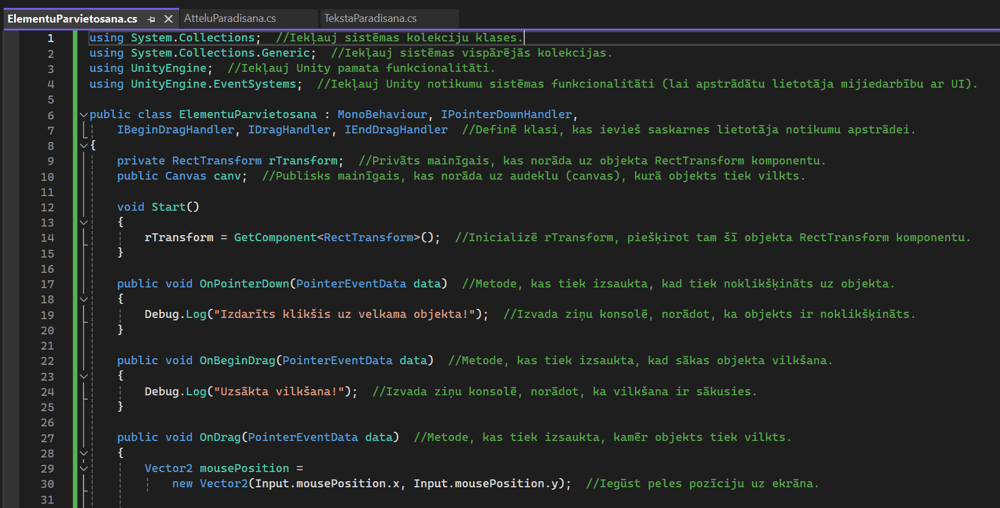 ElementuParvietosana.cs
AtteluParadisana.cs
TekstaParadisana.cs
1 using System.Collections;  //Iekļauj sistēmas kolekciju klases.
2 using System.Collections.Generic;  //Iekļauj sistēmas vispārējās kolekcijas.
3 using UnityEngine;  //Iekļauj Unity pamata funkcionalitāti.
4 using UnityEngine.EventSystems;  //Iekļauj Unity notikumu sistēmas funkcionalitāti (lai apstrādātu lietotāja mijiedarbību ar UI).
5
6 public class ElementuParvietosana : MonoBehaviour, IPointerDownHandler,
7     IBeginDragHandler, IDragHandler, IEndDragHandler  //Definē klasi, kas ievieš saskarnes lietotāja notikumu apstrādei.
8 {
9     private RectTransform rTransform;  //Privāts mainīgais, kas norāda uz objekta RectTransform komponentu.
10     public Canvas canv;  //Publisks mainīgais, kas norāda uz audeklu (canvas), kurā objekts tiek vilkts.
11
12     void Start()
13     {
14         rTransform = GetComponent<RectTransform>();  //Inicializē rTransform, piešķirot tam šī objekta RectTransform komponentu.
15     }
16
17     public void OnPointerDown(PointerEventData data)  //Metode, kas tiek izsaukta, kad tiek noklikšķināts uz objekta.
18     {
19         Debug.Log("Izdarīts klikšis uz velkama objekta!");  //Izvada ziņu konsolē, norādot, ka objekts ir noklikšķināts.
20     }
21
22     public void OnBeginDrag(PointerEventData data)  //Metode, kas tiek izsaukta, kad sākas objekta vilkšana.
23     {
24         Debug.Log("Uzsākta vilkšana!");  //Izvada ziņu konsolē, norādot, ka vilkšana ir sākusies.
25     }
26
27     public void OnDrag(PointerEventData data)  //Metode, kas tiek izsaukta, kamēr objekts tiek vilkts.
28     {
29         Vector2 mousePosition =
30             new Vector2(Input.mousePosition.x, Input.mousePosition.y);  //Iegūst peles pozīciju uz ekrāna.
31